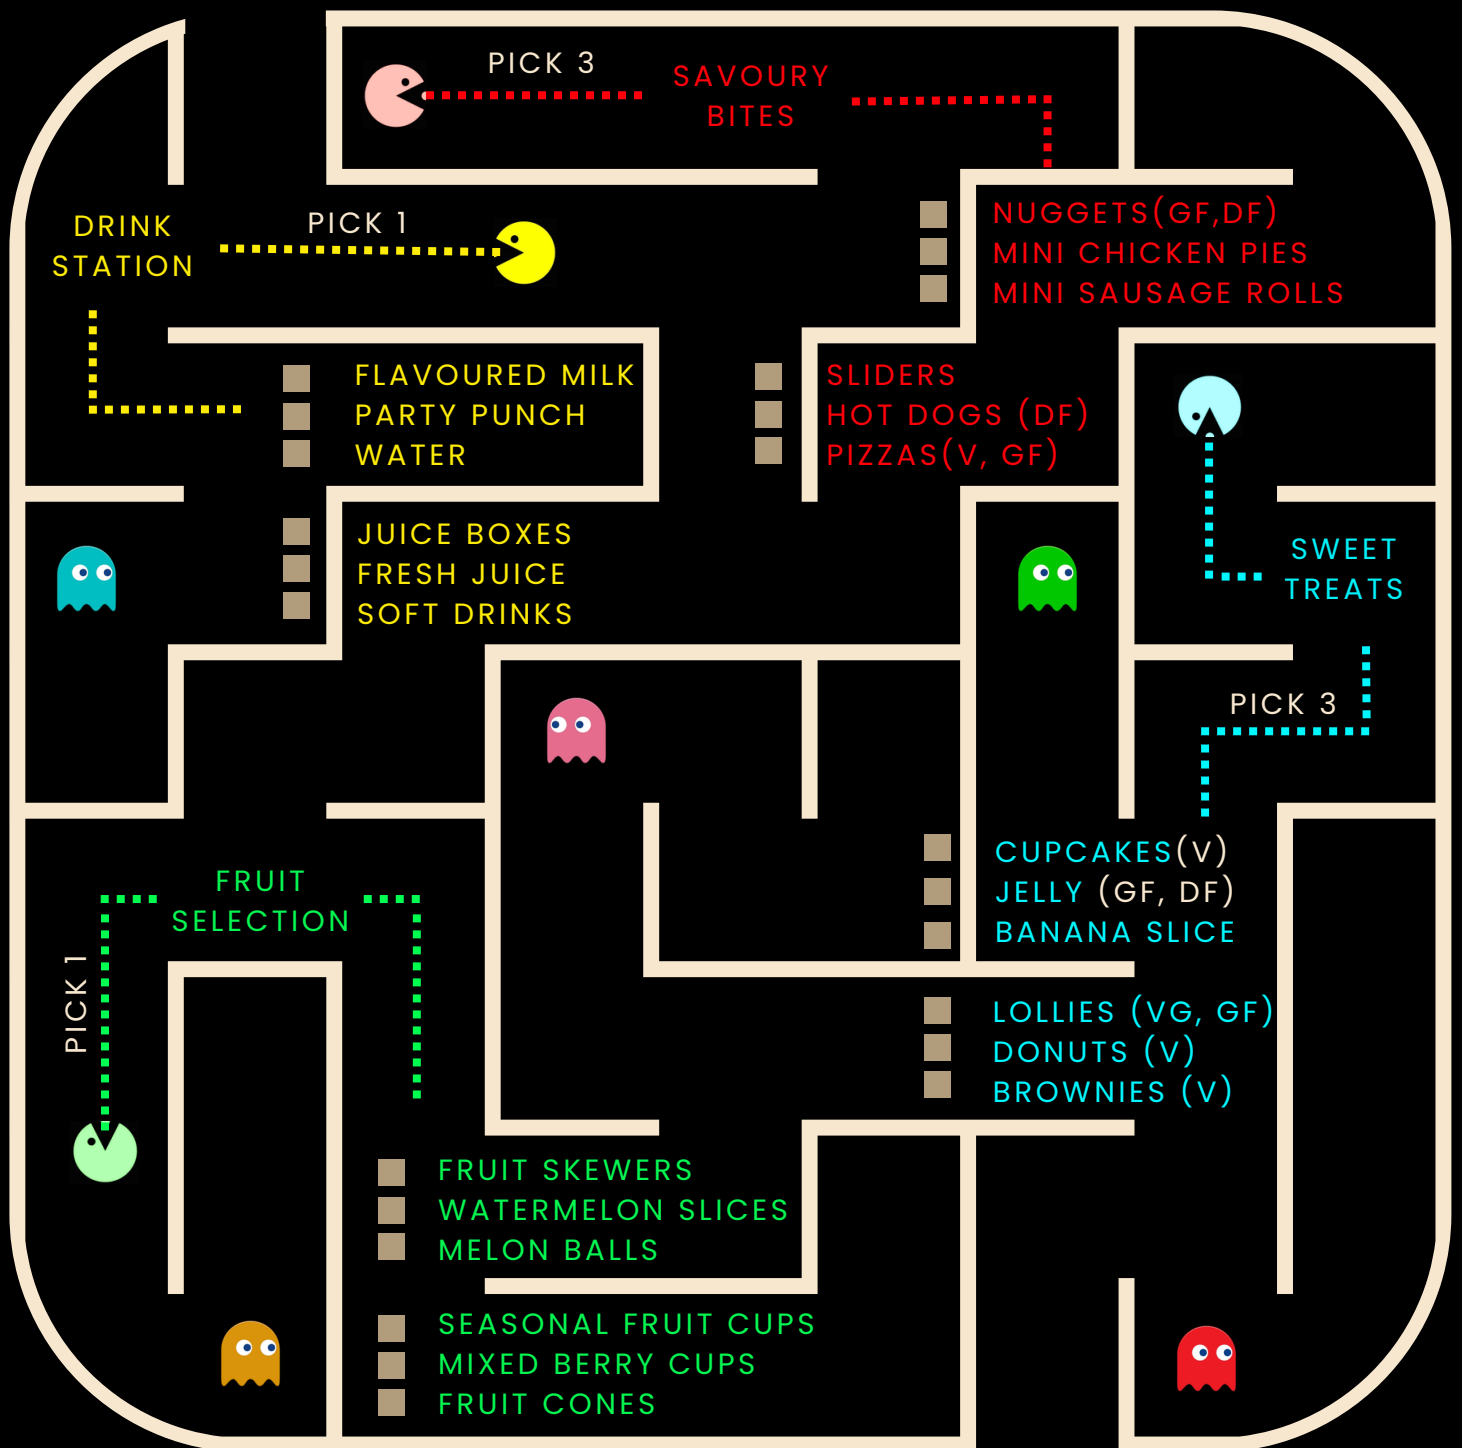 PICK 3
SAVOURY
BITES
DRINK
STATION
PICK 1
NUGGETS(GF,DF)
MINI CHICKEN PIES
MINI SAUSAGE ROLLS
FLAVOURED MILK
PARTY PUNCH
WATER
SLIDERS
HOT DOGS (DF)
PIZZAS(V, GF)
JUICE BOXES
FRESH JUICE
SOFT DRINKS
SWEET
TREATS
PICK 3
CUPCAKES(V)
JELLY (GF, DF)
BANANA SLICE
FRUIT
SELECTION
PICK 1
LOLLIES (VG, GF)
DONUTS (V)
BROWNIES (V)
FRUIT SKEWERS
WATERMELON SLICES
MELON BALLS
SEASONAL FRUIT CUPS
MIXED BERRY CUPS
FRUIT CONES